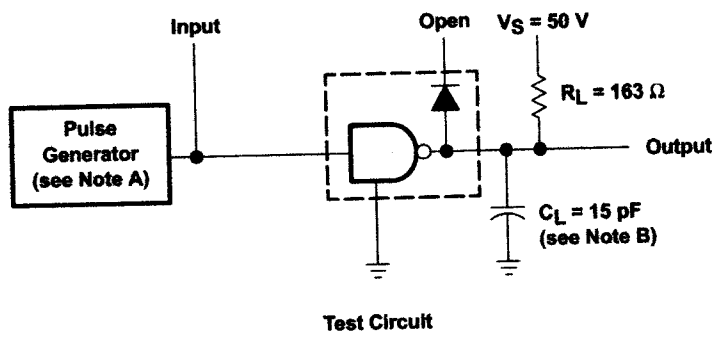 Input
Open
VS = 50 V
RL = 163 Ω
Pulse
Generator
(see Note A)
Output
CL = 15 pF
(see Note B)
Test Circuit